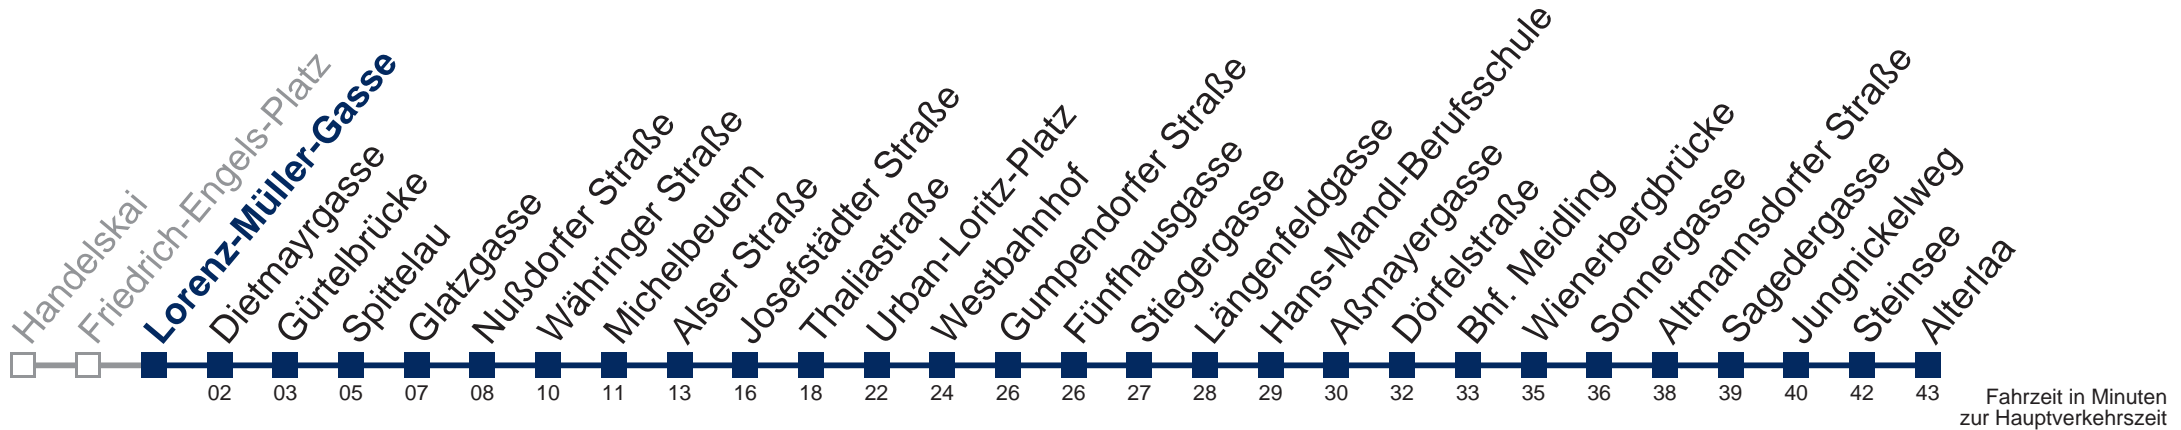 Handelskai
Friedrich-Engels-Platz
Lorenz-Müller-Gasse
Dietmayrgasse
Gürtelbrücke
Spittelau
Glatzgasse
Nußdorfer Straße
Währinger Straße
Michelbeuern
Alser Straße
Josefstädter Straße
Thaliastraße
Urban-Loritz-Platz
Westbahnhof
Gumpendorfer Straße
Fünfhausgasse
Stiegergasse
Längenfeldgasse
Hans-Mandl-Berufsschule
Aßmayergasse
Dörfelstraße
Bhf. Meidling
Wienerbergbrücke
Sonnergasse
Altmannsdorfer Straße
Sagedergasse
Jungnickelweg
Steinsee
Alterlaa
02 03 05 07 08 10 11 13 16 18 22 24 26 26 27 28 29 30 32 33 35 36 38 39 40 42 43
Fahrzeit in Minuten
zur Hauptverkehrszeit